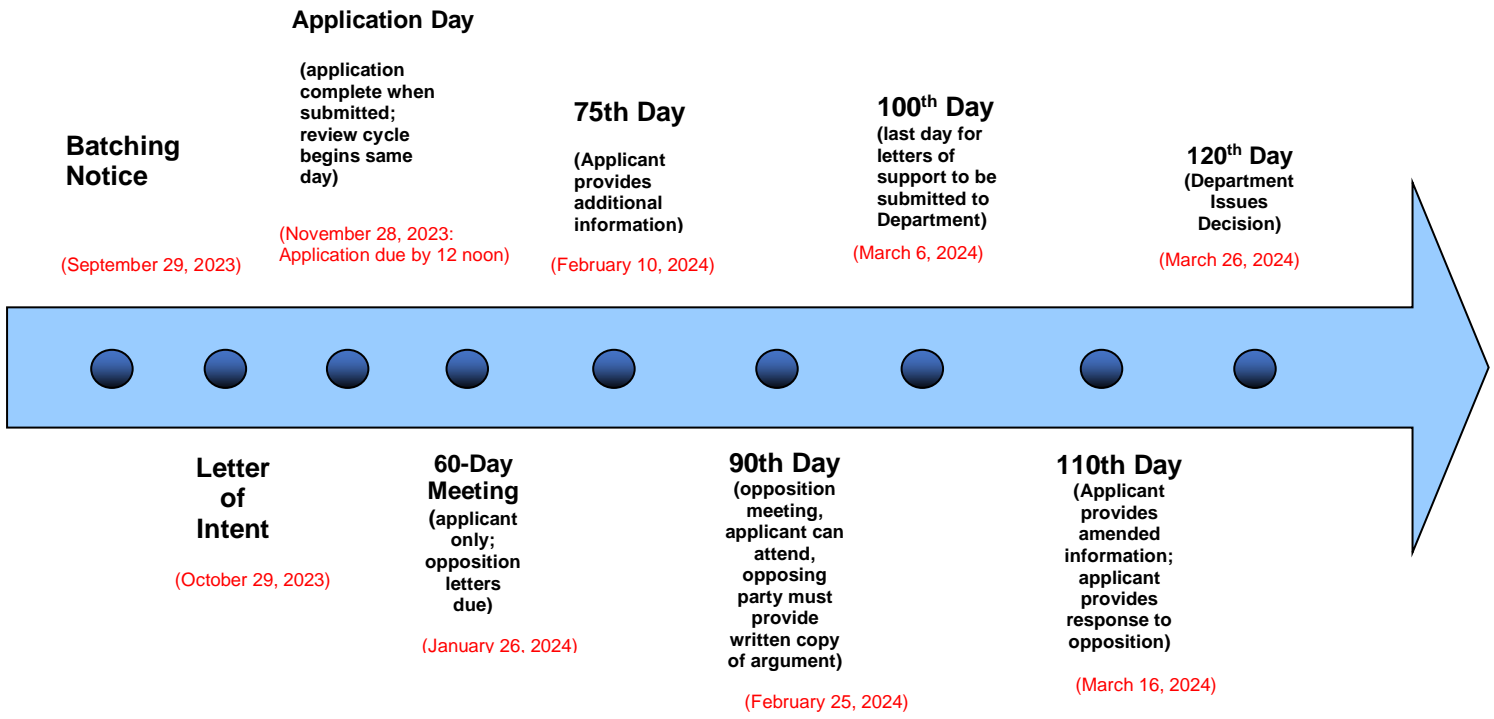 Batching
Notice
(September 29, 2023)
Letter
of
Intent
(October 29, 2023)
Application Day
(application
complete when
submitted;
review cycle
begins same
day)
(November 28, 2023:
Application due by 12 noon)
60-Day
Meeting
(applicant
only;
opposition
letters
due)
(January 26, 2024)
75th Day
(Applicant
provides
additional
information)
(February 10, 2024)
90th Day
(opposition
meeting,
applicant can
attend,
opposing
party must
provide
written copy
of argument)
(February 25, 2024)
100th Day
(last day for
letters of
support to be
submitted to
Department)
(March 6, 2024)
110th Day
(Applicant
provides
amended
information;
applicant
provides
response to
opposition)
(March 16, 2024)
120th Day
(Department
Issues
Decision)
(March 26, 2024)